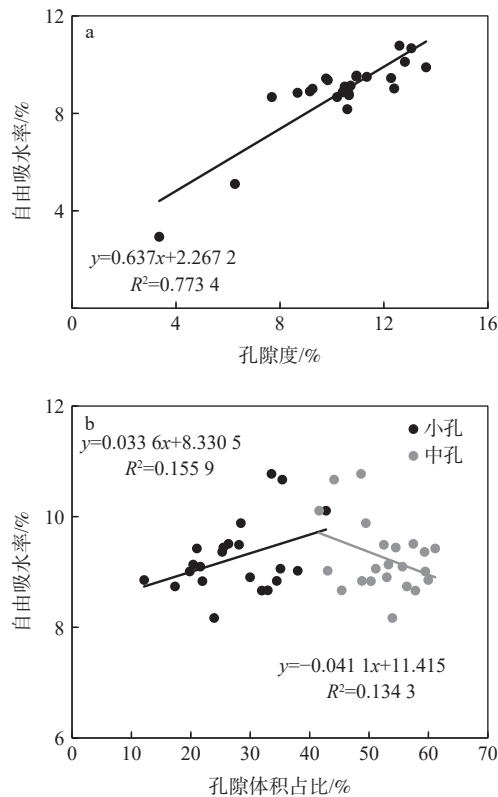 a
12
8
4
0
自由吸水率/%
y=0.637x+2.267 2
R²=0.773 4
0
4
8
12
16
孔隙度/%
b
12
10
8
6
自由吸水率/%
y=0.033 6x+8.330 5
R²=0.155 9
小孔
中孔
y=−0.041 1x+11.415
R²=0.134 3
0
10
20
30
40
50
60
70
孔隙体积占比/%